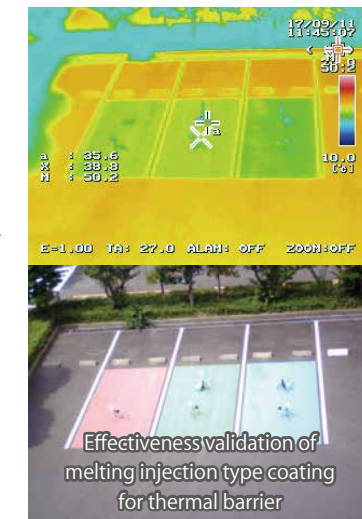 17/09/11
11:45:07
50.2
a
a : 35.6
X : 38.8
M : 50.2
10.0
[℃]
E=1.00 TA: 27.0 ALAM: OFF ZOOM:OFF
Effectiveness validation of
melting injection type coating
for thermal barrier